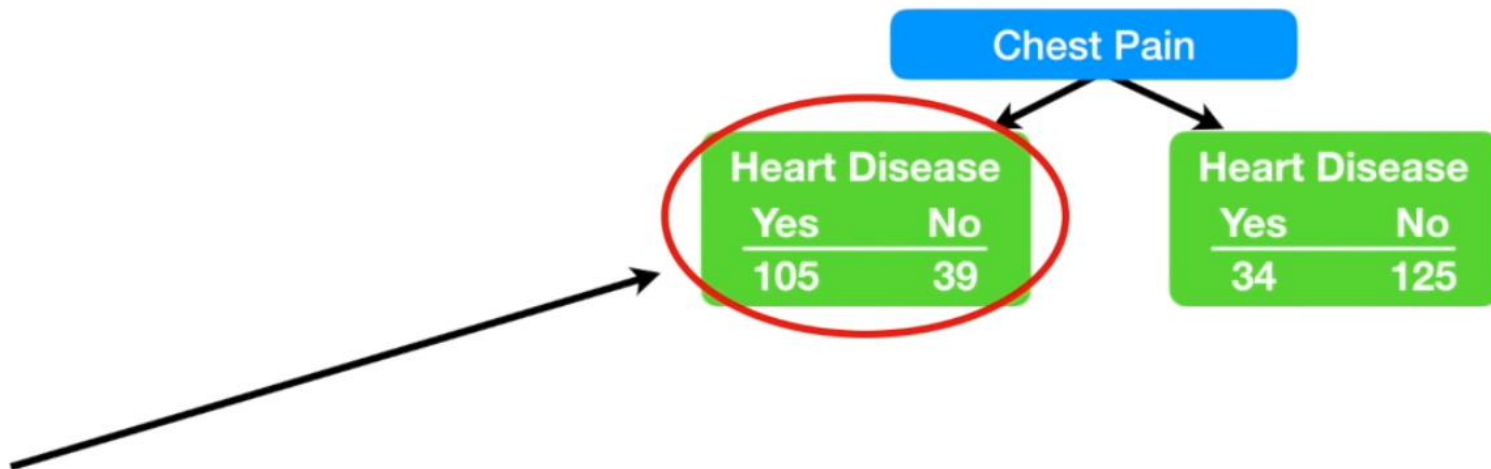 Chest Pain
Heart Disease
Yes No
105 39
Heart Disease
Yes No
34 125